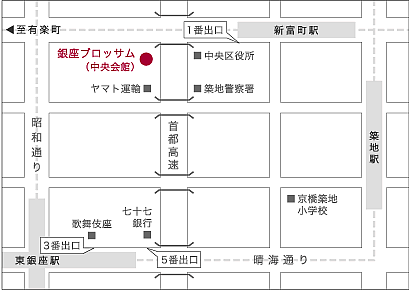 ◀至有楽町
1番出口
新富町駅
銀座ブロッサム
(中央会館)
中央区役所
ヤマト運輸
築地警察署
昭和通り
首都高速
築地駅
京橋築地
小学校
七十七
銀行
歌舞伎座
3番出口
5番出口
東銀座駅
晴海通り